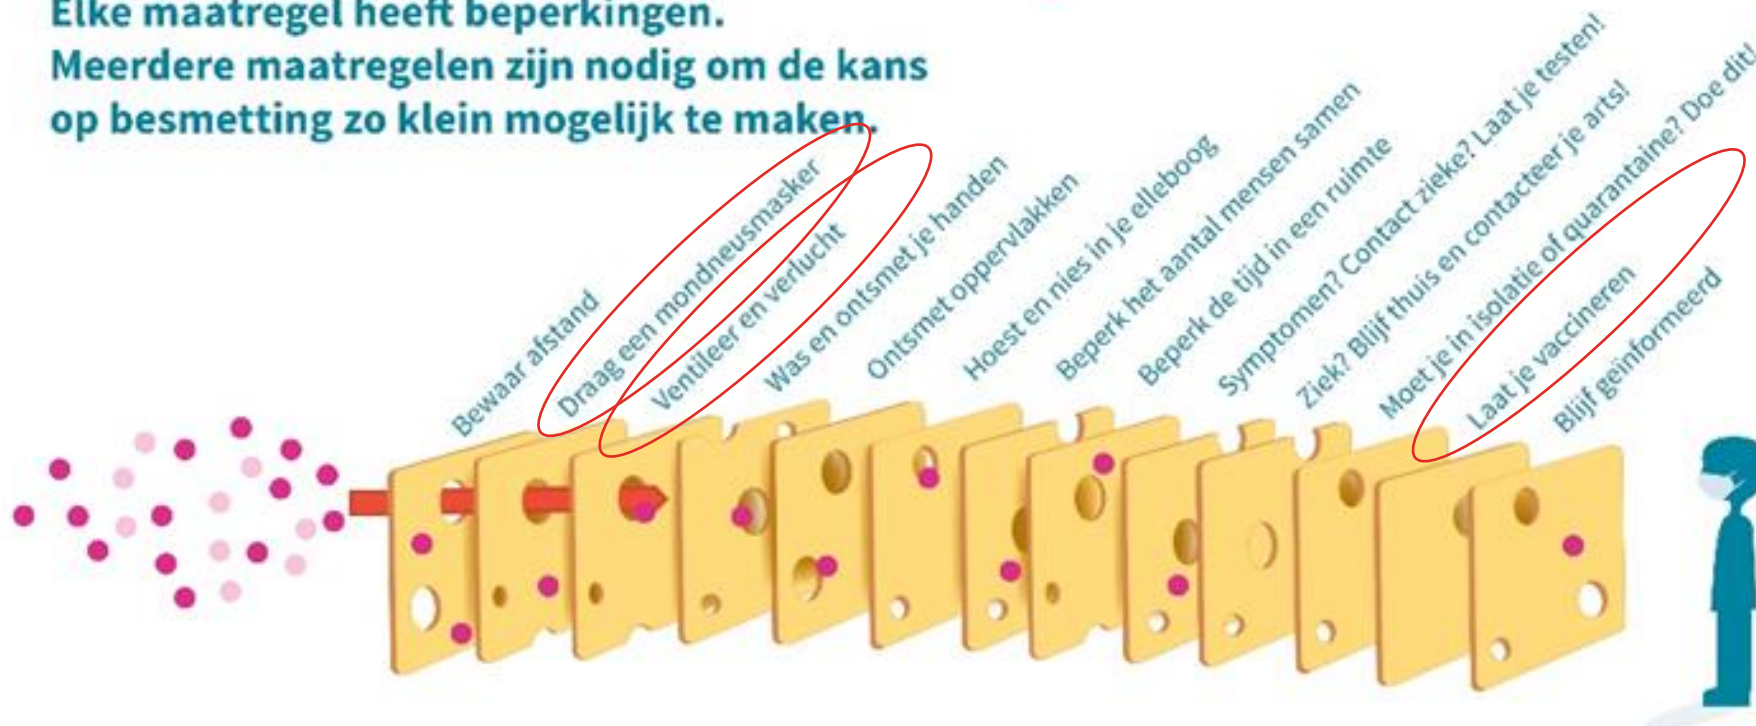 Elke maatregel heeft beperkingen.
Meerdere maatregelen zijn nodig om de kans
op besmetting zo klein mogelijk te maken.
Bewaar afstand
Draag een mondneusmasker
Ventileer en verlucht
Was en ontsmet je handen
Ontsmet oppervlakken
Hoest en nies in je elleboog
Beperk het aantal mensen samen
Beperk de tijd in een ruimte
Symptomen? Contact zieke? Laat je testen!
Ziek? Blijf thuis en contacteer je arts!
Moet je in isolatie of quarantaine? Doe dit!
Laat je vaccineren
Blijf geïnformeerd